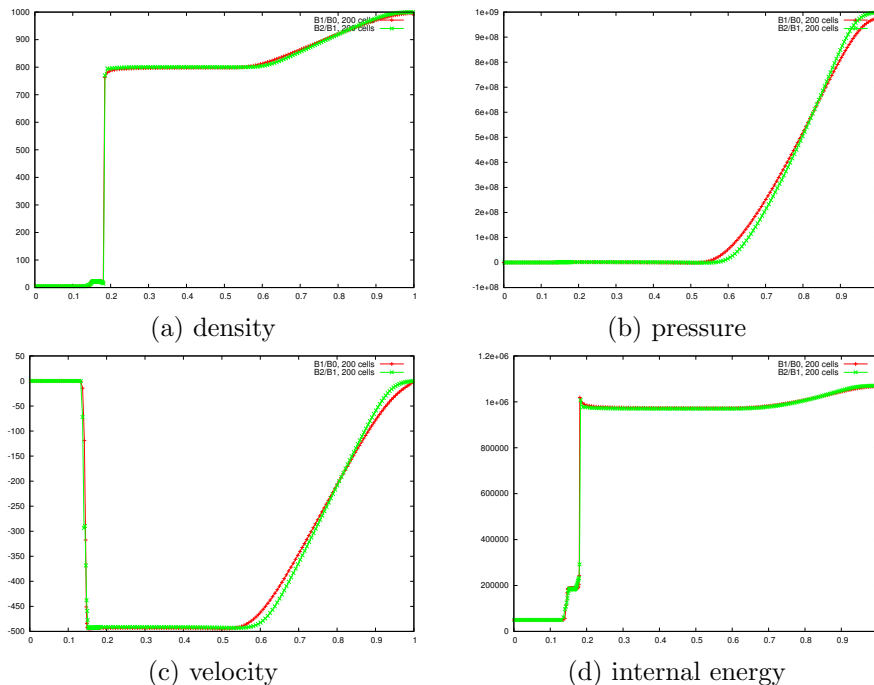 1000
900
800
700
600
500
400
300
200
100
0
0 0.1 0.2 0.3 0.4 0.5 0.6 0.7 0.8 0.9 1
B1/B0, 200 cells
B2/B1, 200 cells
(a) density
1e+09
9e+08
8e+08
7e+08
6e+08
5e+08
4e+08
3e+08
2e+08
1e+08
0
-1e+08
0 0.1 0.2 0.3 0.4 0.5 0.6 0.7 0.8 0.9
B1/B0, 200 cells
B2/B1, 200 cells
(b) pressure
50
0
-50
-100
-150
-200
-250
-300
-350
-400
-450
-500
0 0.1 0.2 0.3 0.4 0.5 0.6 0.7 0.8 0.9 1
B1/B0, 200 cells
B2/B1, 200 cells
(c) velocity
1.2e+06
1e+06
800000
600000
400000
200000
0
0 0.1 0.2 0.3 0.4 0.5 0.6 0.7 0.8 0.9
B1/B0, 200 cells
B2/B1, 200 cells
(d) internal energy